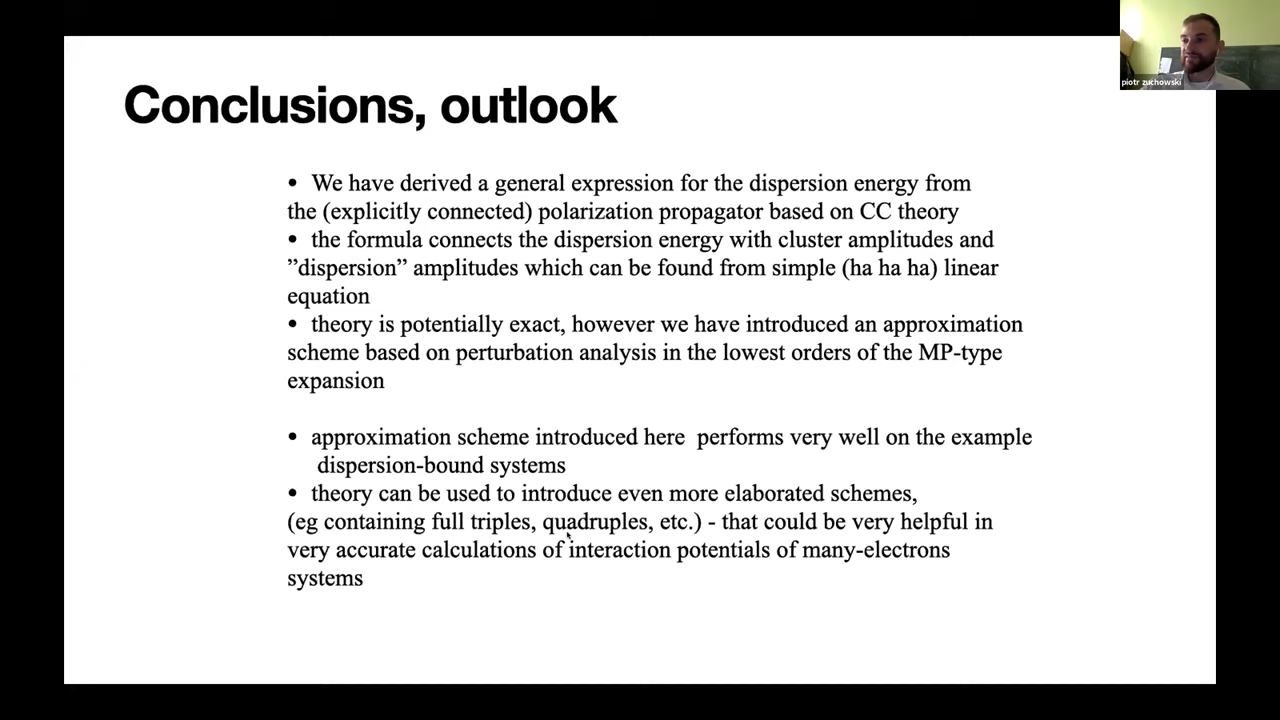 Conclusions, outlook
piotr zuchowski
• We have derived a general expression for the dispersion energy from
the (explicitly connected) polarization propagator based on CC theory
• the formula connects the dispersion energy with cluster amplitudes and
”dispersion” amplitudes which can be found from simple (ha ha ha) linear
equation
• theory is potentially exact, however we have introduced an approximation
scheme based on perturbation analysis in the lowest orders of the MP-type
expansion
• approximation scheme introduced here performs very well on the example
dispersion-bound systems
• theory can be used to introduce even more elaborated schemes,
(eg containing full triples, quadruples, etc.) - that could be very helpful in
very accurate calculations of interaction potentials of many-electrons
systems